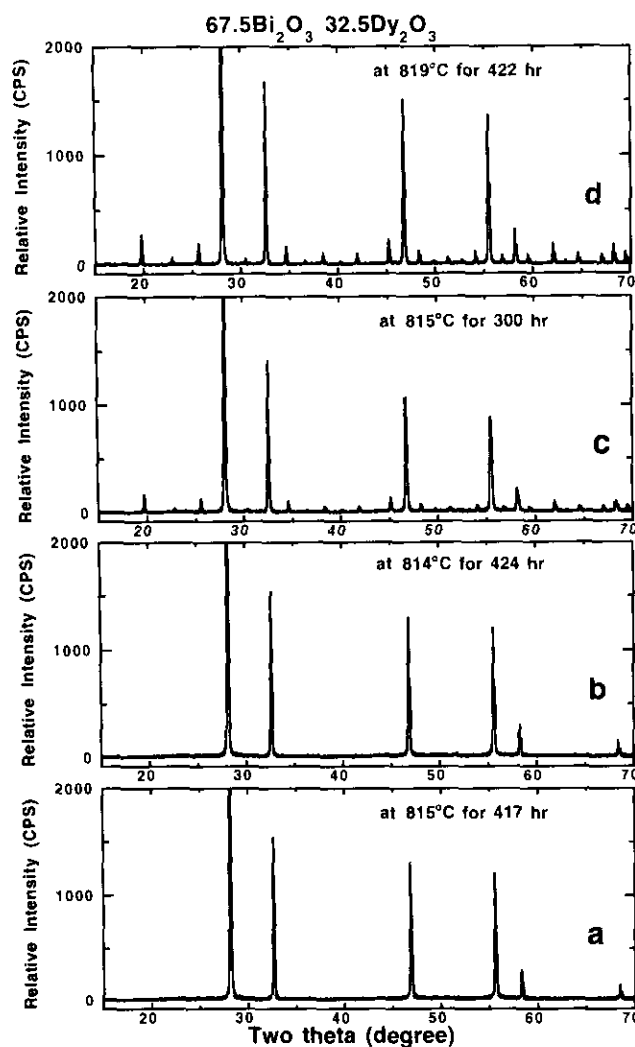 67.5Bi₂O₃ 32.5Dy₂O₃
Relative Intensity (CPS)
2000
1000
0
at 819°C for 422 hr
d
20 30 40 50 60 70
Relative Intensity (CPS)
2000
1000
0
at 815°C for 300 hr
c
20 30 40 50 60 70
Relative Intensity (CPS)
2000
1000
0
at 814°C for 424 hr
b
20 30 40 50 60 70
Relative Intensity (CPS)
2000
1000
0
at 815°C for 417 hr
a
20 30 40 50 60 70
Two theta (degree)